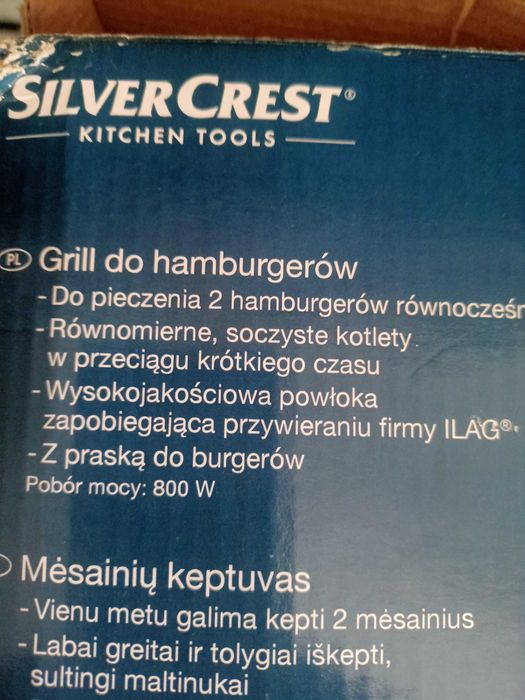 SILVERCREST®
KITCHEN TOOLS
PL Grill do hamburgerów
- Do pieczenia 2 hamburgerów
- Równomierne, soczyste kotlety
w przeciągu krótkiego czasu
- Wysokojakościowa powłoka
zapobiegająca przywieraniu firmy ILAG®
- Z praską do burgerów
Pobór mocy: 800 W
Mėsainių keptuvas
- Vienu metu galima kepti 2 mėsainius
- Labai greitai ir tolygiai iškepti,
sultingi maltinukai